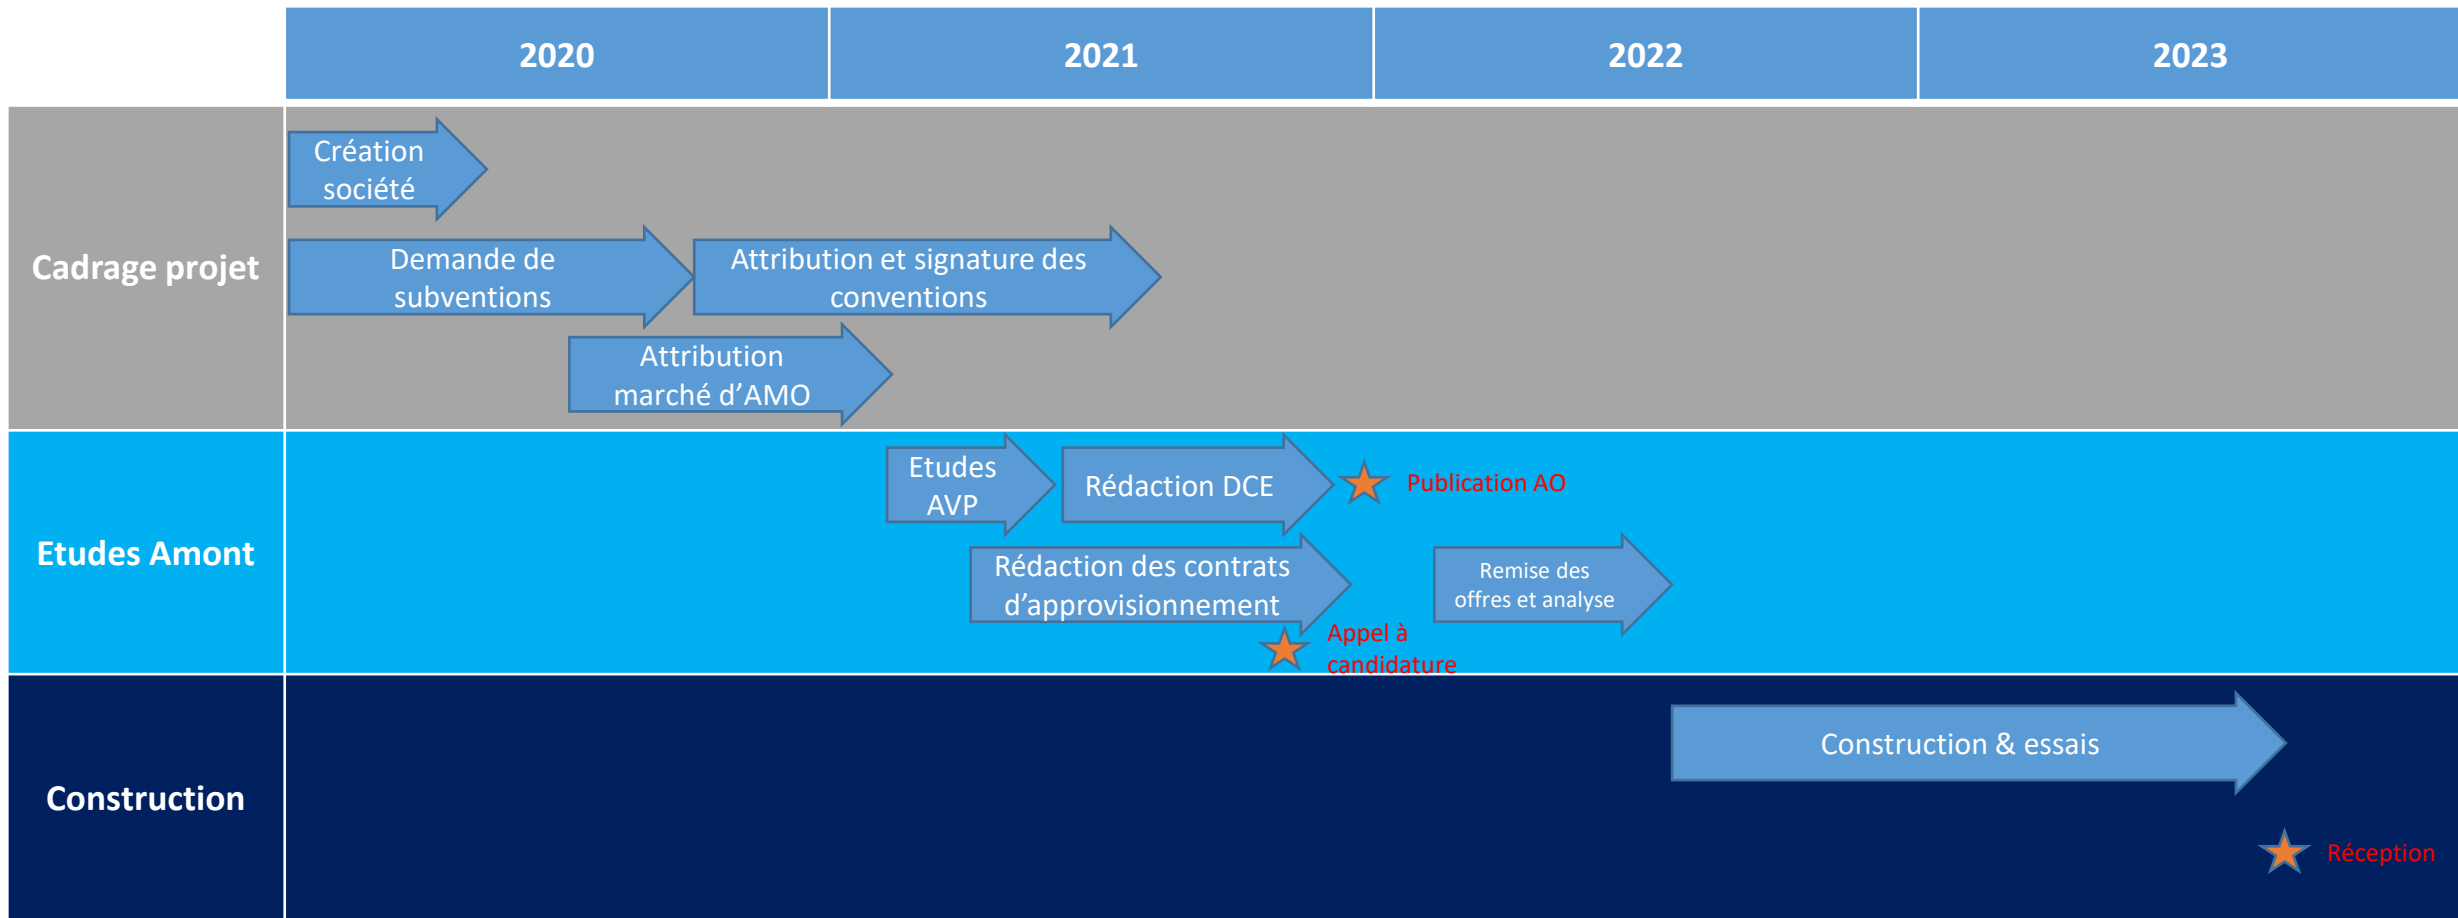 2020
2021
2022
2023
Cadrage projet
Création
société
Demande de
subventions
Attribution et signature des
conventions
Attribution
marché d’AMO
Etudes Amont
Etudes
AVP
Rédaction DCE
Publication AO
Rédaction des contrats
d’approvisionnement
Remise des
offres et analyse
Appel à
candidature
Construction
Construction & essais
Réception